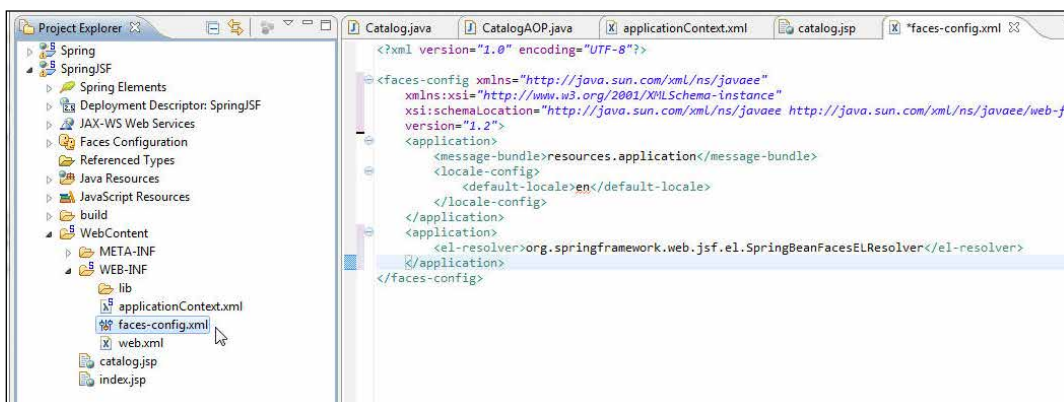 Project Explorer
Spring
SpringJSF
Spring Elements
Deployment Descriptor: SpringJSF
JAX-WS Web Services
Faces Configuration
Referenced Types
Java Resources
JavaScript Resources
build
WebContent
META-INF
WEB-INF
lib
applicationContext.xml
faces-config.xml
web.xml
catalog.jsp
index.jsp
Catalog.java
CatalogAOP.java
applicationContext.xml
catalog.jsp
*faces-config.xml
<?xml version="1.0" encoding="UTF-8"?>
<faces-config xmlns="http://java.sun.com/xml/ns/javaee"
xmlns:xsi="http://www.w3.org/2001/XMLSchema-instance"
xsi:schemaLocation="http://java.sun.com/xml/ns/javaee http://java.sun.com/xml/ns/javaee/web-f
version="1.2">
<application>
<message-bundle>resources.application</message-bundle>
<locale-config>
<default-locale>en</default-locale>
</locale-config>
</application>
<application>
<el-resolver>org.springframework.web.jsf.el.SpringBeanFacesELResolver</el-resolver>
</application>
</faces-config>